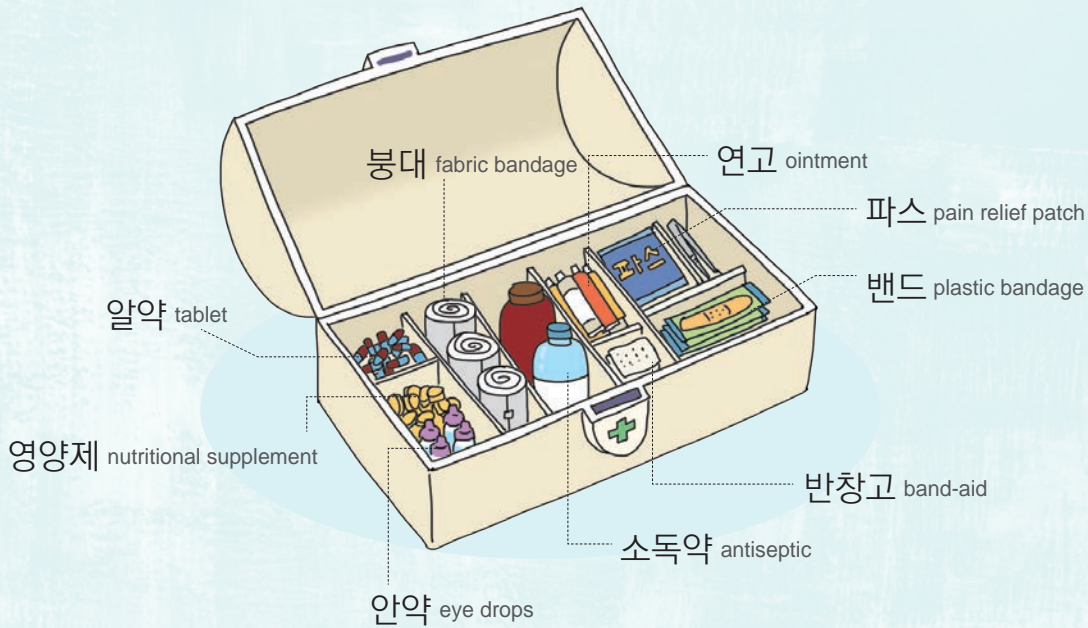 붕대 fabric bandage
연고 ointment
파스 pain relief patch
파스
밴드 plastic bandage
알약 tablet
영양제 nutritional supplement
반창고 band-aid
소독약 antiseptic
안약 eye drops